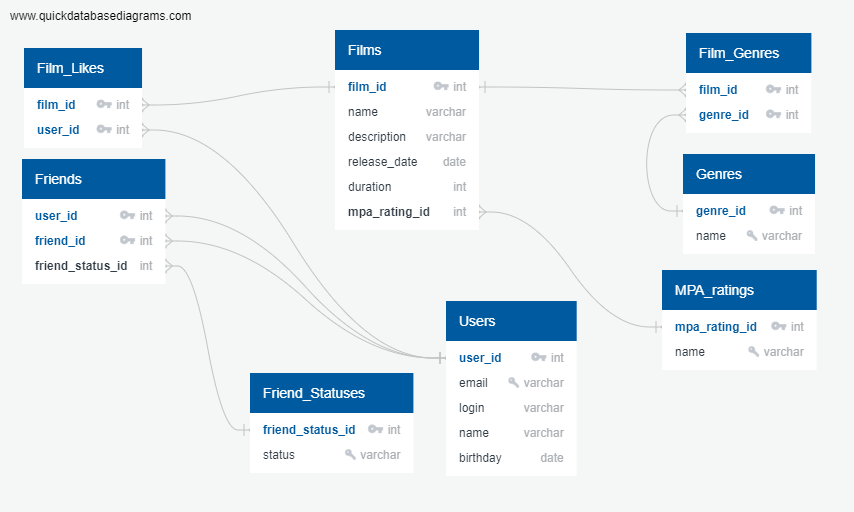 www.quickdatabasediagrams.com
Film_Likes
film_id int
user_id int
Friends
user_id int
friend_id int
friend_status_id int
Films
film_id int
name varchar
description varchar
release_date date
duration int
mpa_rating_id int
Film_Genres
film_id int
genre_id int
Genres
genre_id int
name varchar
MPA_ratings
mpa_rating_id int
name varchar
Users
user_id int
email varchar
login varchar
name varchar
birthday date
Friend_Statuses
friend_status_id int
status varchar